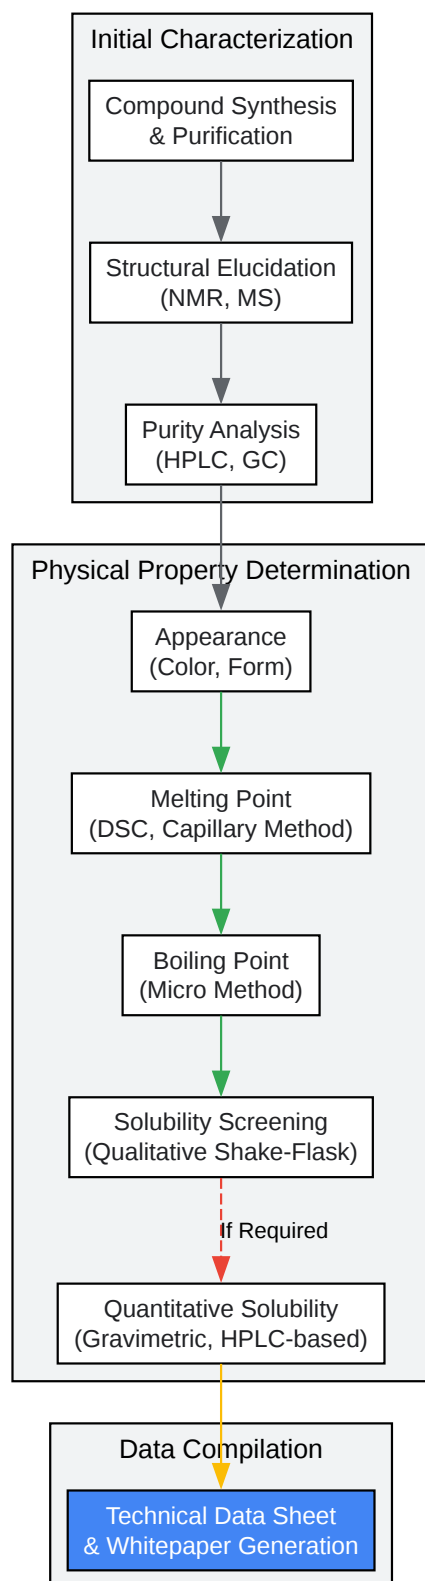 Initial Characterization
Compound Synthesis
& Purification
Structural Elucidation
(NMR, MS)
Purity Analysis
(HPLC, GC)
Physical Property Determination
Appearance
(Color, Form)
Melting Point
(DSC, Capillary Method)
Boiling Point
(Micro Method)
Solubility Screening
(Qualitative Shake-Flask)
If Required
Quantitative Solubility
(Gravimetric, HPLC-based)
Data Compilation
Technical Data Sheet
& Whitepaper Generation